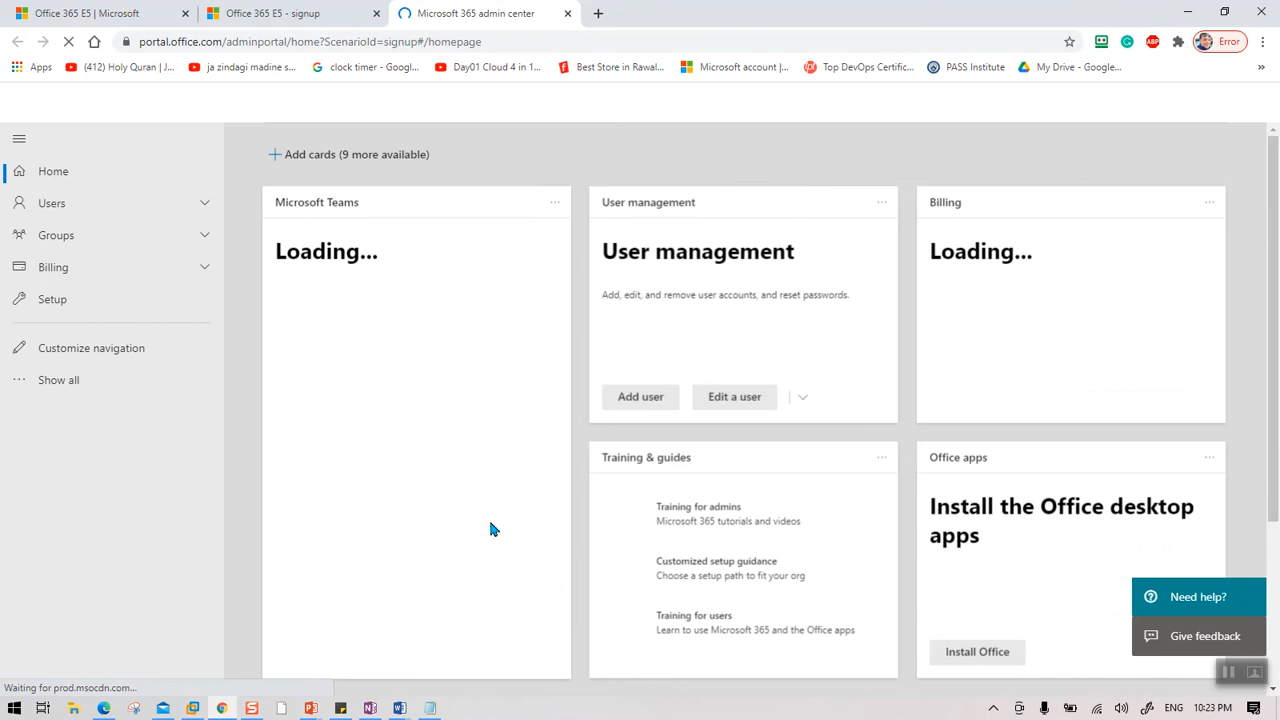 Office 365 E5 | Microsoft
Office 365 E5 - signup
Microsoft 365 admin center
portal.office.com/adminportal/home?ScenarioId=signup#/homepage
ABP
Error
Apps
(412) Holy Quran | J...
ja zindagi madine s...
clock timer - Googl...
Day01 Cloud 4 in 1...
Best Store in Rawal...
Microsoft account |...
Top DevOps Certific...
PASS Institute
My Drive - Google...
»
Home
Users
Groups
Billing
Setup
Customize navigation
Show all
Add cards (9 more available)
Microsoft Teams
Loading...
User management
User management
Add, edit, and remove user accounts, and reset passwords.
Add user
Edit a user
Billing
Loading...
Training & guides
Training for admins
Microsoft 365 tutorials and videos
Customized setup guidance
Choose a setup path to fit your org
Training for users
Learn to use Microsoft 365 and the Office apps
Office apps
Install the Office desktop
apps
Install Office
Need help?
Give feedback
Waiting for prod.msocdn.com...
ENG
10:23 PM